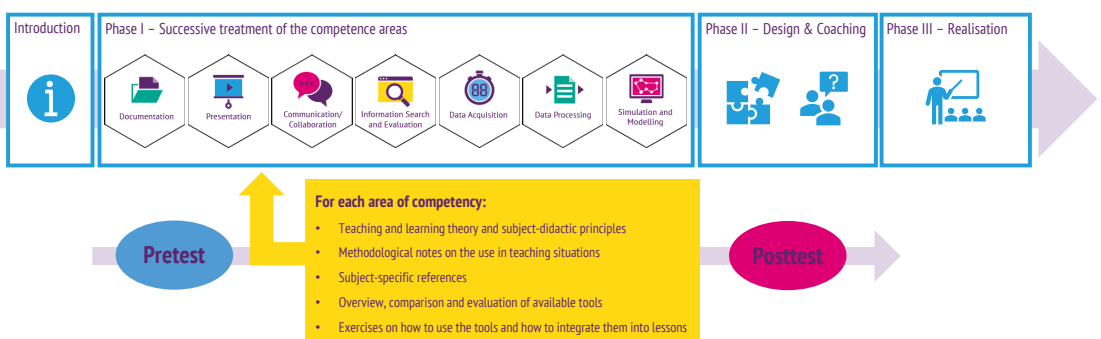 Introduction
Phase I – Successive treatment of the competence areas
Phase II – Design & Coaching
Phase III – Realisation
Documentation
Presentation
Communication/
Collaboration
Information Search
and Evaluation
88
Data Acquisition
Data Processing
Simulation and
Modelling
?
For each area of competency:
• Teaching and learning theory and subject-didactic principles
• Methodological notes on the use in teaching situations
• Subject-specific references
• Overview, comparison and evaluation of available tools
• Exercises on how to use the tools and how to integrate them into lessons
Pretest
Posttest